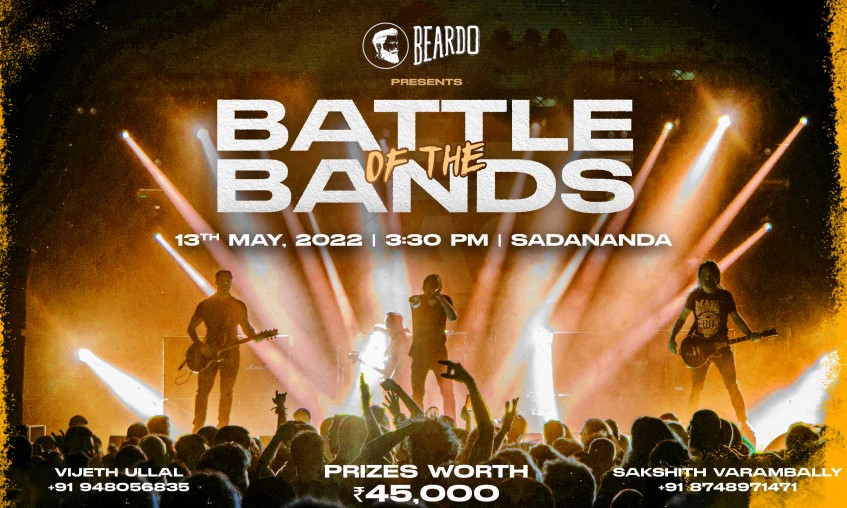 BEARDO
PRESENTS
BATTLE
OF THE
BANDS
13TH MAY, 2022 | 3:30 PM | SADANANDA
VIJETH ULLAL
+91 948056835
PRIZES WORTH
₹45,000
SAKSHITH VARAMBALLY
+91 8748971471